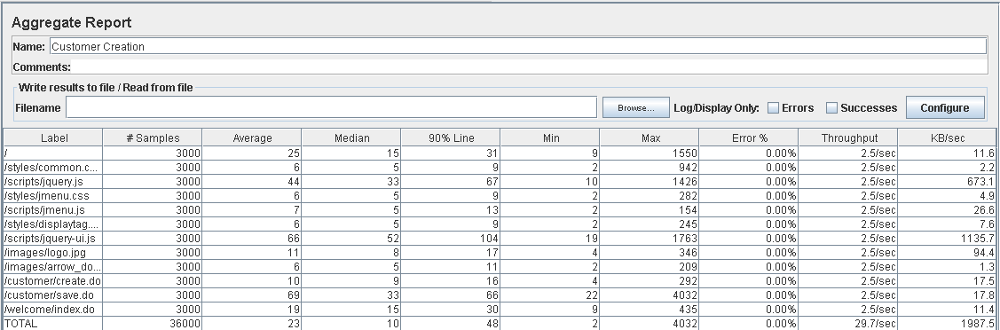 Aggregate Report
Name: Customer Creation
Comments:
Write results to file / Read from file
Filename Browse... Log/Display Only: Errors Successes Configure
Label # Samples Average Median 90% Line Min Max Error % Throughput KB/sec
/ 3000 25 15 31 9 1550 0.00% 2.5/sec 11.6
/styles/common.c... 3000 6 5 9 2 942 0.00% 2.5/sec 2.2
/scripts/jquery.js 3000 44 33 67 10 1426 0.00% 2.5/sec 673.1
/styles/jmenu.css 3000 6 5 9 2 282 0.00% 2.5/sec 4.9
/scripts/jmenu.js 3000 7 5 13 2 154 0.00% 2.5/sec 26.6
/styles/displaytag.... 3000 6 5 9 2 245 0.00% 2.5/sec 7.6
/scripts/jquery-ui.js 3000 66 52 104 19 1763 0.00% 2.5/sec 1135.7
/images/logo.jpg 3000 11 8 17 4 346 0.00% 2.5/sec 94.4
/images/arrow_do... 3000 6 5 11 2 209 0.00% 2.5/sec 1.3
/customer/create.do 3000 10 9 16 4 292 0.00% 2.5/sec 17.5
/customer/save.do 3000 69 33 66 22 4032 0.00% 2.5/sec 17.8
/welcome/index.do 3000 19 15 30 9 435 0.00% 2.5/sec 11.4
TOTAL 36000 23 10 48 2 4032 0.00% 29.7/sec 1987.5